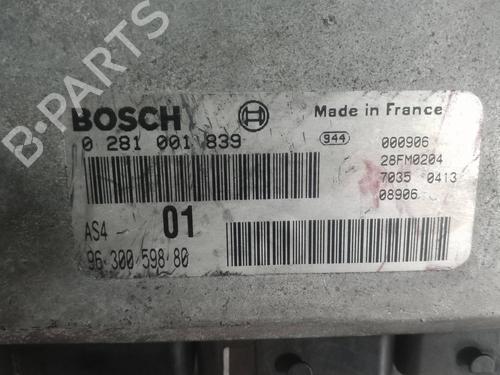 B-PARTS
BOSCH
Made in France
0 281 001 839
944
000906
28FM0204
7035 0413
08906
AS4 01
96 300 598 80